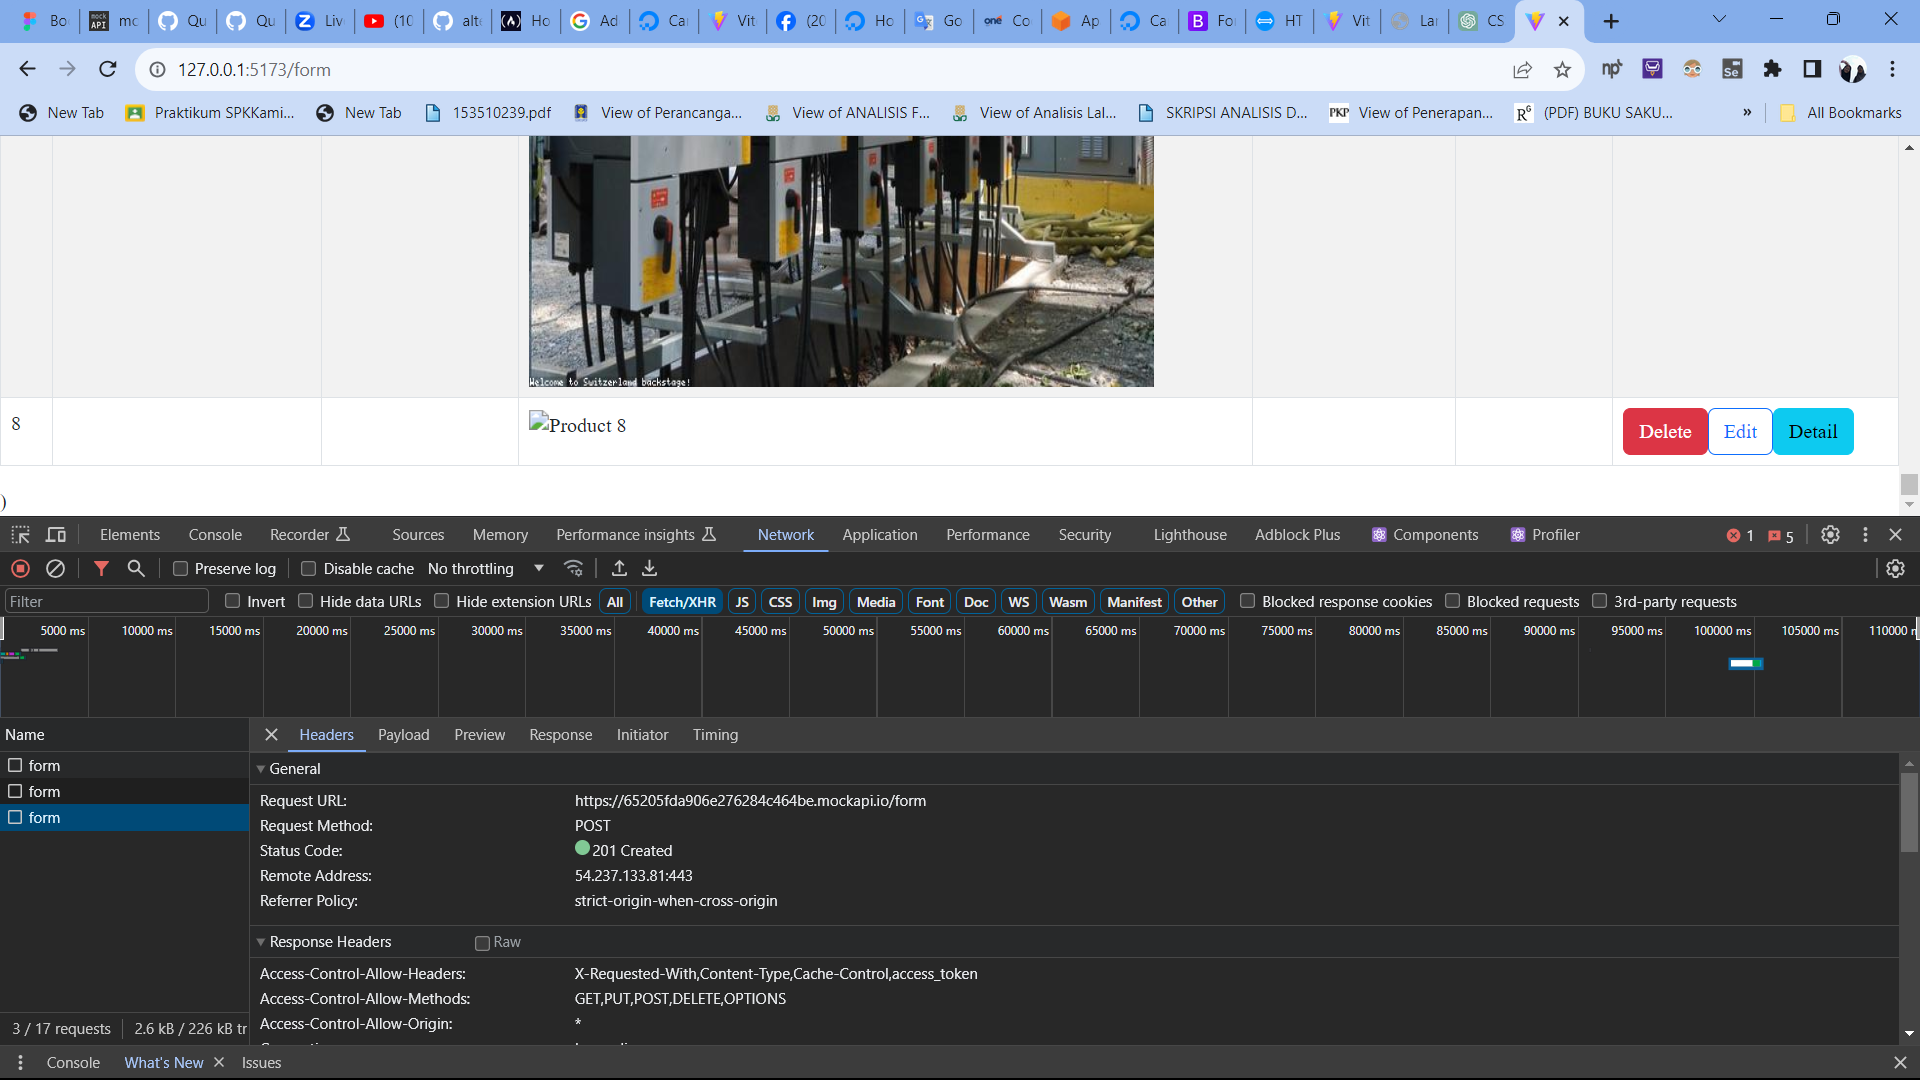 Bo
mc
Qu
Qu
Liv
(10
alt
Ho
Ad
Ca
Vit
(20
Ho
Go
Co
Ap
Ca
Fo
HT
Vit
Lar
CS
127.0.0.1:5173/form
New Tab
Praktikum SPKKami...
New Tab
153510239.pdf
View of Perancanga...
View of ANALISIS F...
View of Analisis Lal...
SKRIPSI ANALISIS D...
PKP View of Penerapan...
(PDF) BUKU SAKU...
»
All Bookmarks
Welcome to Switzerland backstage!
8
Product 8
Delete
Edit
Detail
)
Elements
Console
Recorder
Sources
Memory
Performance insights
Network
Application
Performance
Security
Lighthouse
Adblock Plus
Components
Profiler
1
5
Preserve log
Disable cache
No throttling
Filter
Invert
Hide data URLs
Hide extension URLs
All
Fetch/XHR
JS
CSS
Img
Media
Font
Doc
WS
Wasm
Manifest
Other
Blocked response cookies
Blocked requests
3rd-party requests
5000 ms
10000 ms
15000 ms
20000 ms
25000 ms
30000 ms
35000 ms
40000 ms
45000 ms
50000 ms
55000 ms
60000 ms
65000 ms
70000 ms
75000 ms
80000 ms
85000 ms
90000 ms
95000 ms
100000 ms
105000 ms
110000
Name
Headers
Payload
Preview
Response
Initiator
Timing
form
form
form
General
Request URL: https://65205fda906e276284c464be.mockapi.io/form
Request Method: POST
Status Code: 201 Created
Remote Address: 54.237.133.81:443
Referrer Policy: strict-origin-when-cross-origin
Response Headers
Raw
Access-Control-Allow-Headers: X-Requested-With,Content-Type,Cache-Control,access_token
Access-Control-Allow-Methods: GET,PUT,POST,DELETE,OPTIONS
Access-Control-Allow-Origin: *
3 / 17 requests
2.6 kB / 226 kB tr
Console
What's New
Issues